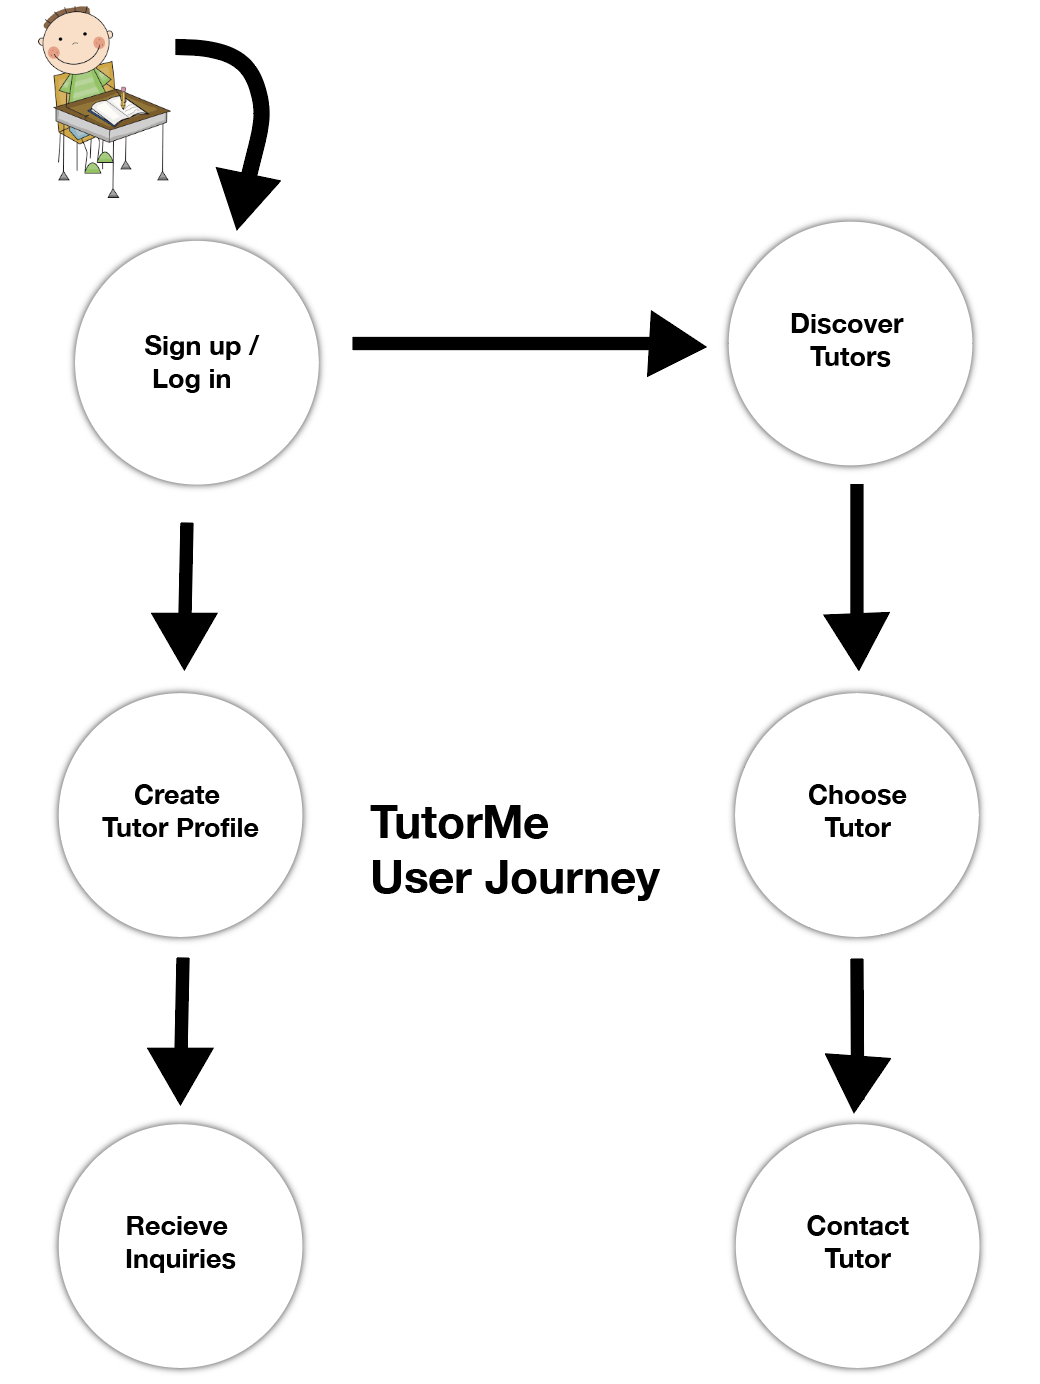 Sign up /
Log in
Discover
Tutors
Create
Tutor Profile
TutorMe
User Journey
Choose
Tutor
Recieve
Inquiries
Contact
Tutor